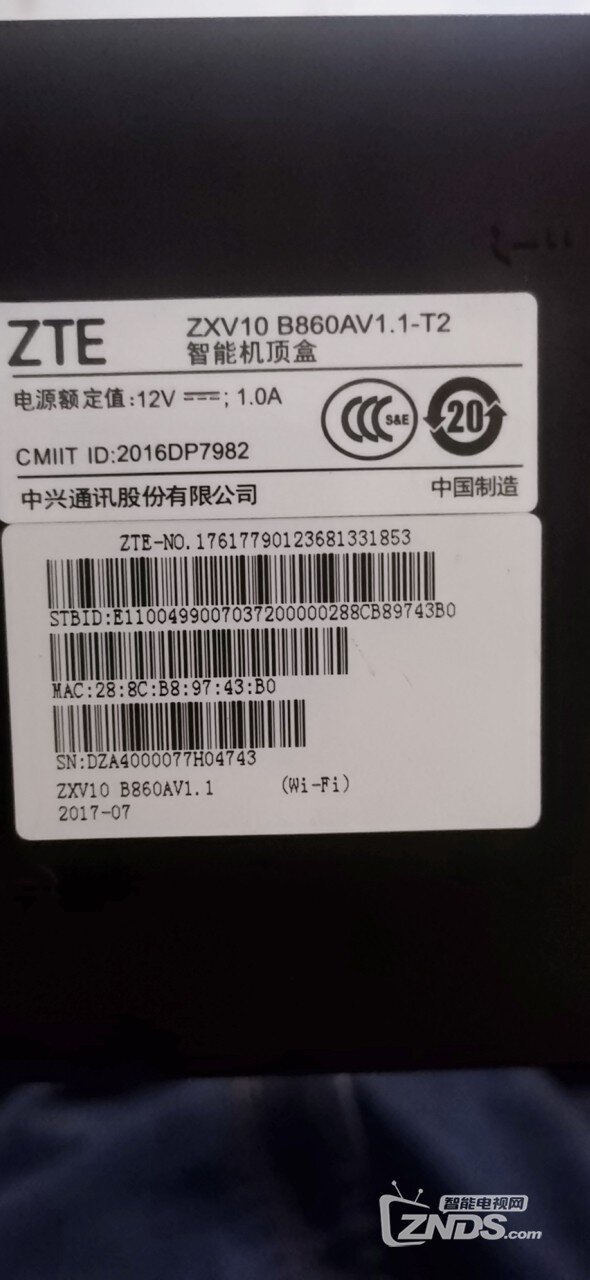 ZTE
ZXV10 B860AV1.1-T2
智能机顶盒
电源额定值:12V ⎓; 1.0A
S&E
20
CMIIT ID:2016DP7982
中兴通讯股份有限公司
中国制造
ZTE-NO.17617790123681331853
STBID:E11004990070372000000288CB89743B0
MAC:28:8C:B8:97:43:B0
SN:DZA4000077H04743
ZXV10 B860AV1.1 (Wi-Fi)
2017-07
智能电视网
ZNDS.com